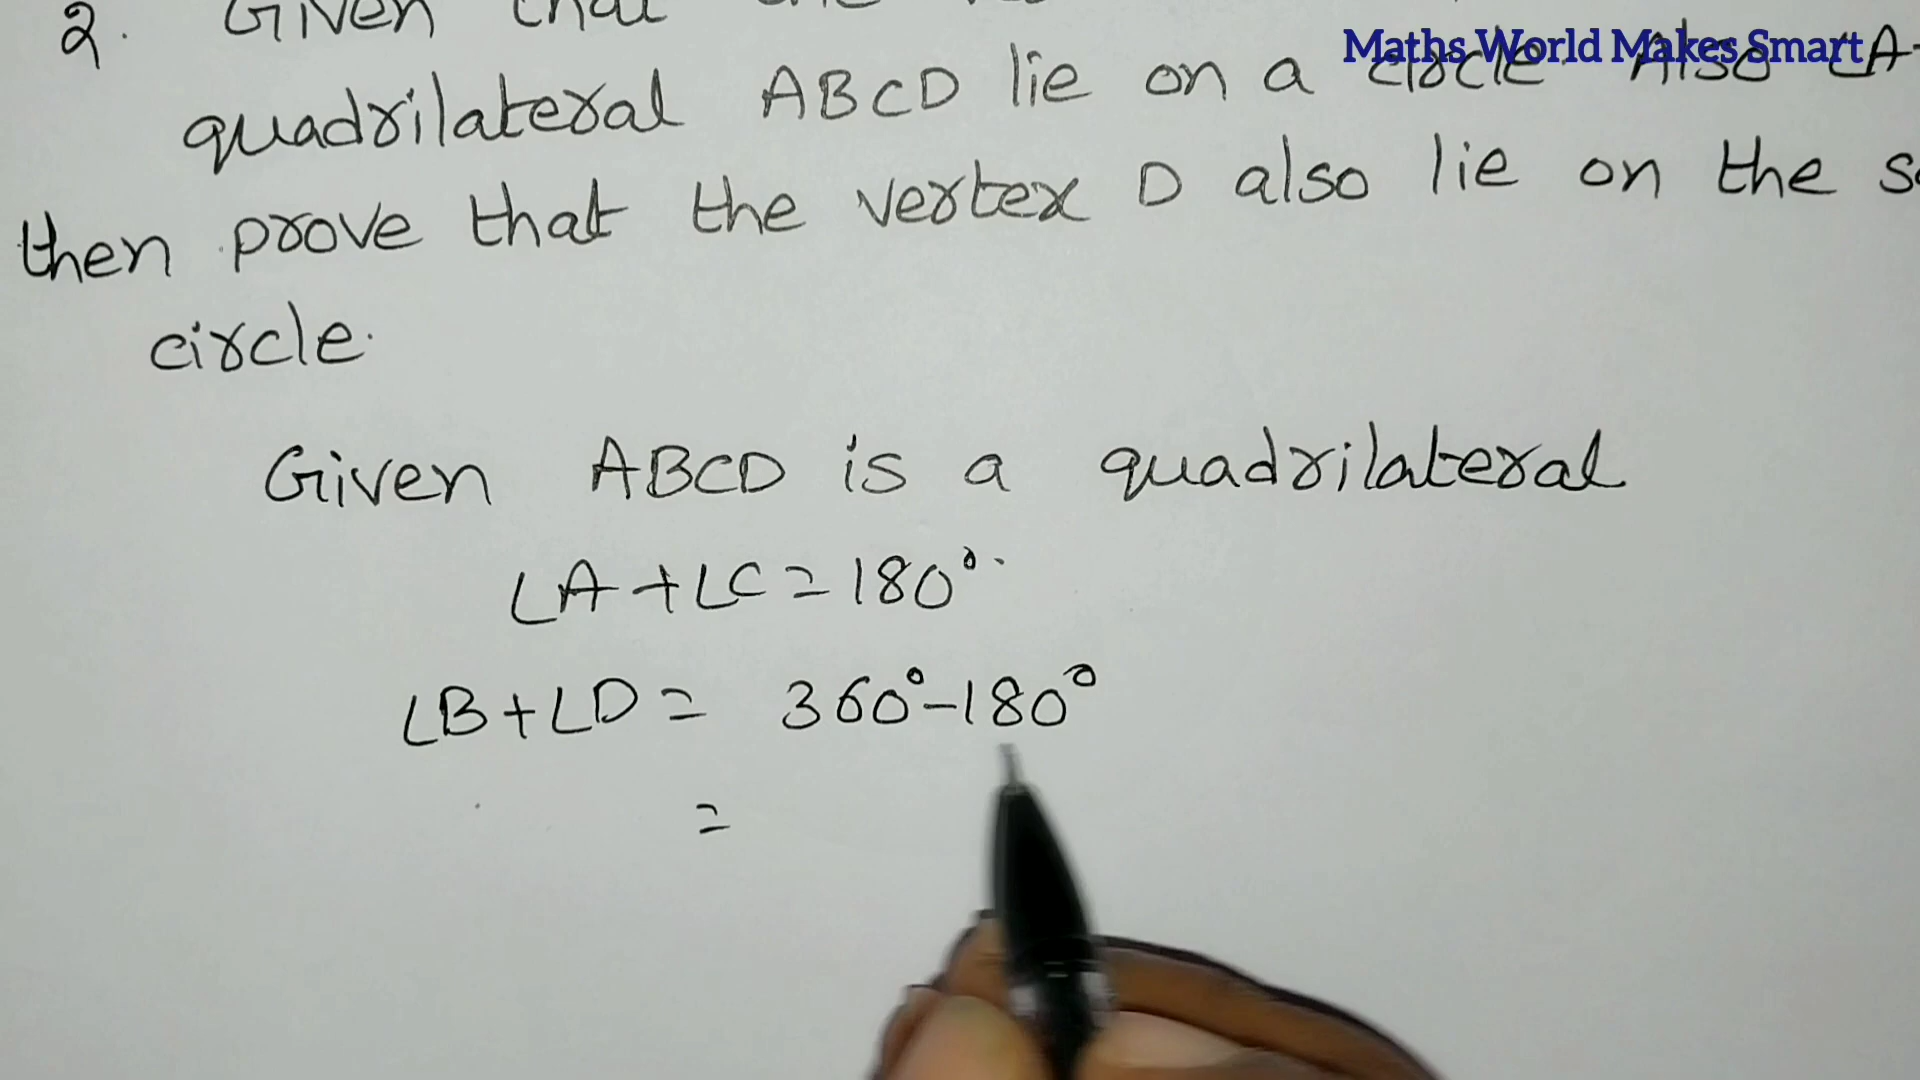 2. Given that the
Maths World Makes Smart
quadrilateral ABCD lie on a circle. Also ∠A
then prove that the vertex D also lie on the
circle.
Given ABCD is a quadrilateral
∠A+∠C=180°.
∠B+∠D= 360°-180°
=